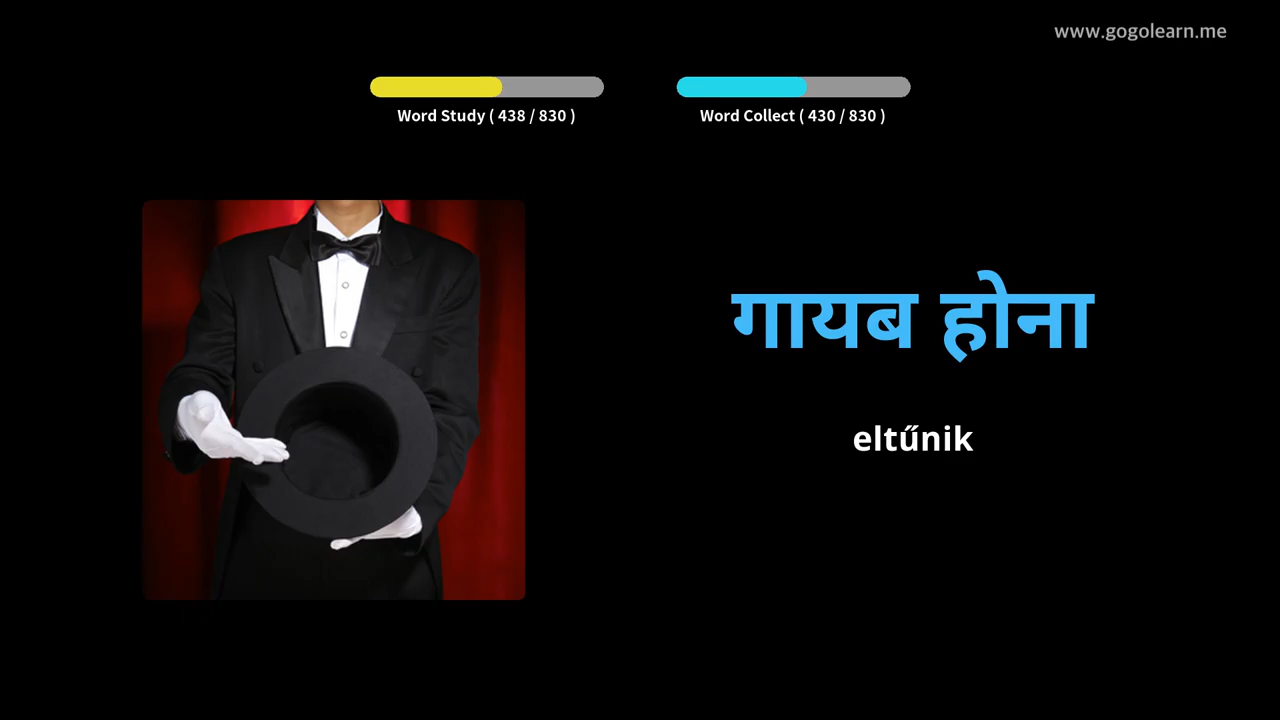 www.gogolearn.me
Word Study ( 438 / 830 )
Word Collect ( 430 / 830 )
गायब होना
eltűnik